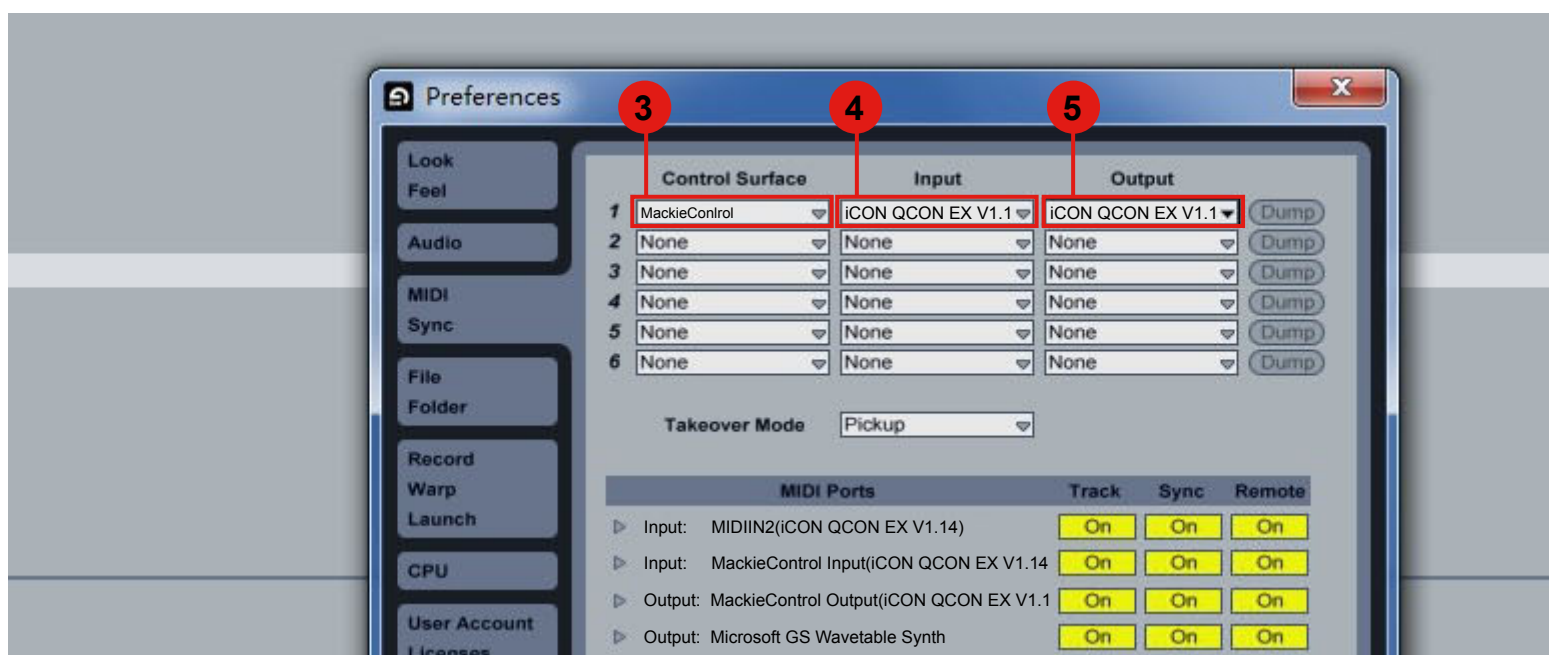 Preferences
X
3 4 5
Look
Feel
Audio
MIDI
Sync
File
Folder
Record
Warp
Launch
CPU
User Account
Licenses
Control Surface Input Output
1 MackieConlrol iCON QCON EX V1.1 iCON QCON EX V1.1 Dump
2 None None None Dump
3 None None None Dump
4 None None None Dump
5 None None None Dump
6 None None None Dump
Takeover Mode Pickup
MIDI Ports Track Sync Remote
Input: MIDIIN2(iCON QCON EX V1.14) On On On
Input: MackieControl Input(iCON QCON EX V1.14 On On On
Output: MackieControl Output(iCON QCON EX V1.1 On On On
Output: Microsoft GS Wavetable Synth On On On